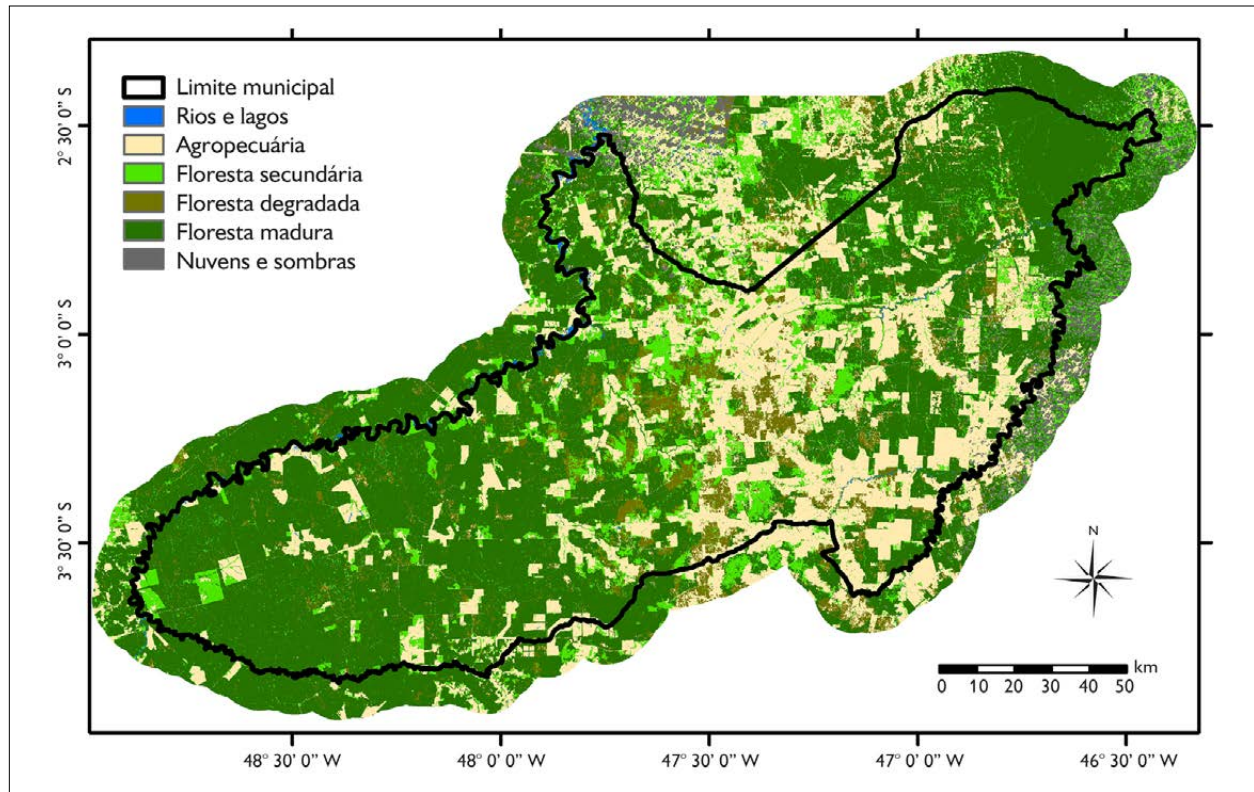 Limite municipal
Rios e lagos
Agropecuária
Floresta secundária
Floresta degradada
Floresta madura
Nuvens e sombras
2° 30' 0" S
3° 0' 0" S
3° 30' 0" S
N
km
0 10 20 30 40 50
48° 30' 0" W 48° 0' 0" W 47° 30' 0" W 47° 0' 0" W 46° 30' 0" W